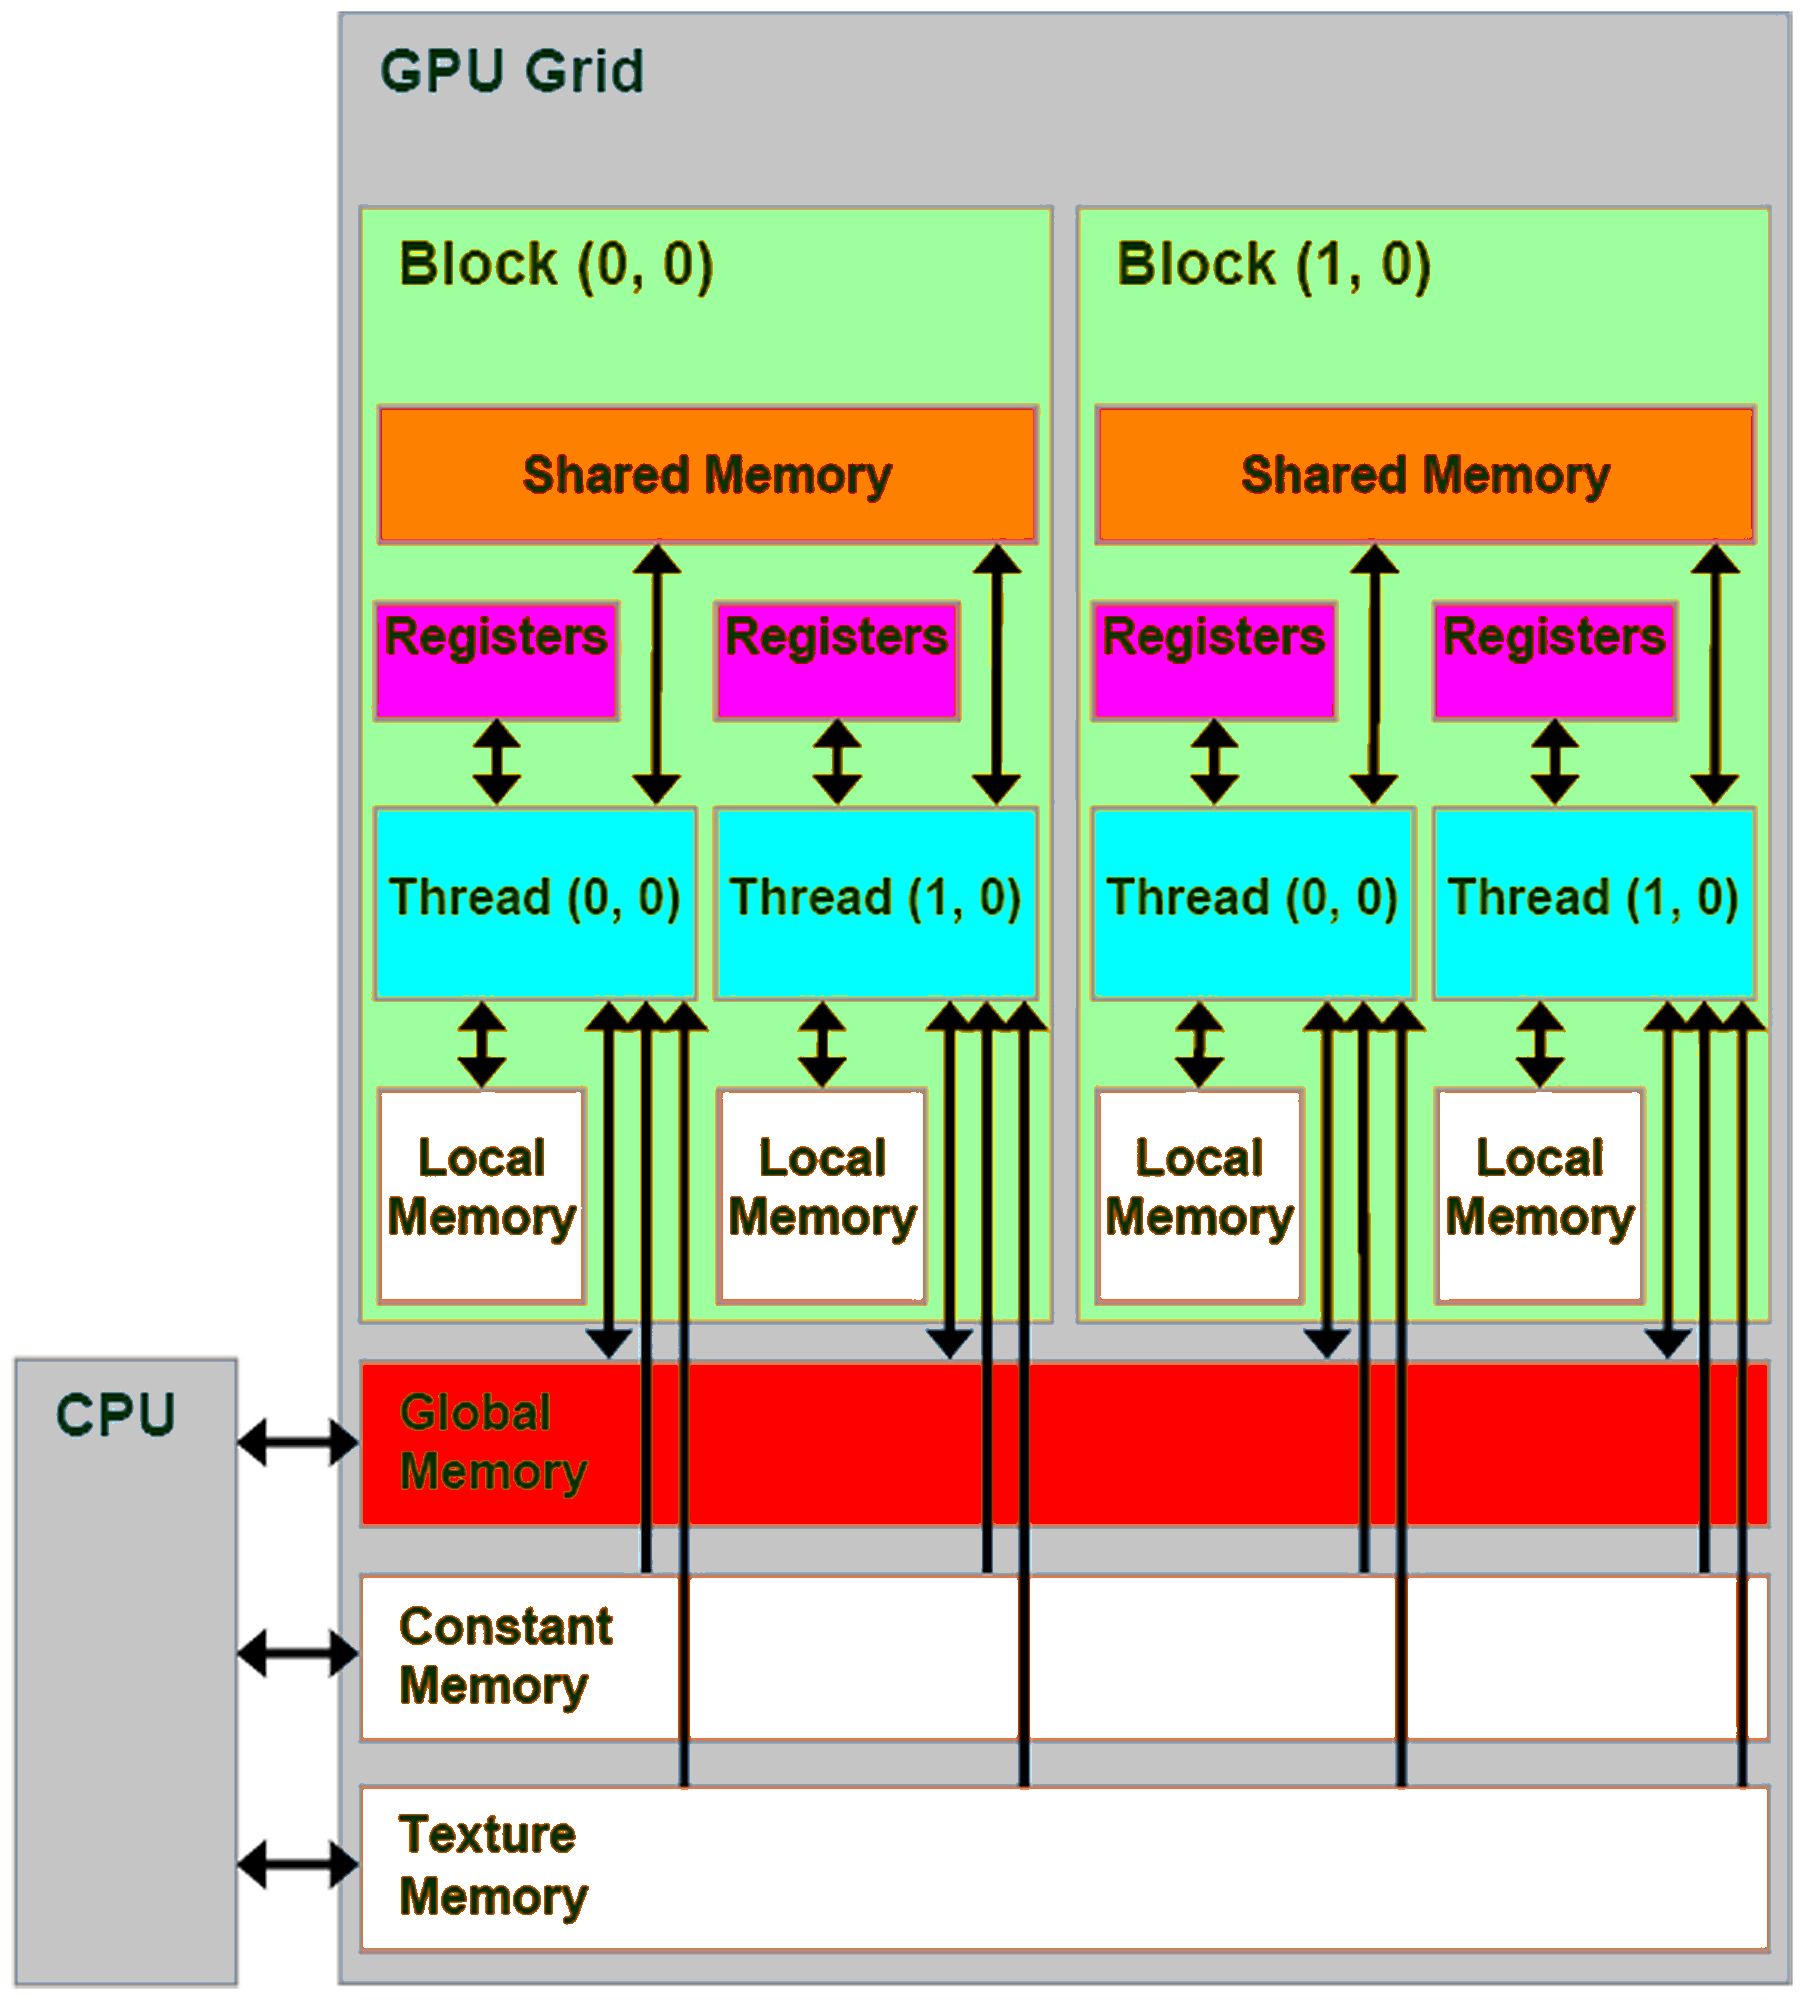 GPU Grid
Block (0, 0)
Shared Memory
Registers
Registers
Thread (0, 0)
Thread (1, 0)
Local
Memory
Local
Memory
Block (1, 0)
Shared Memory
Registers
Registers
Thread (0, 0)
Thread (1, 0)
Local
Memory
Local
Memory
CPU
Global
Memory
Constant
Memory
Texture
Memory